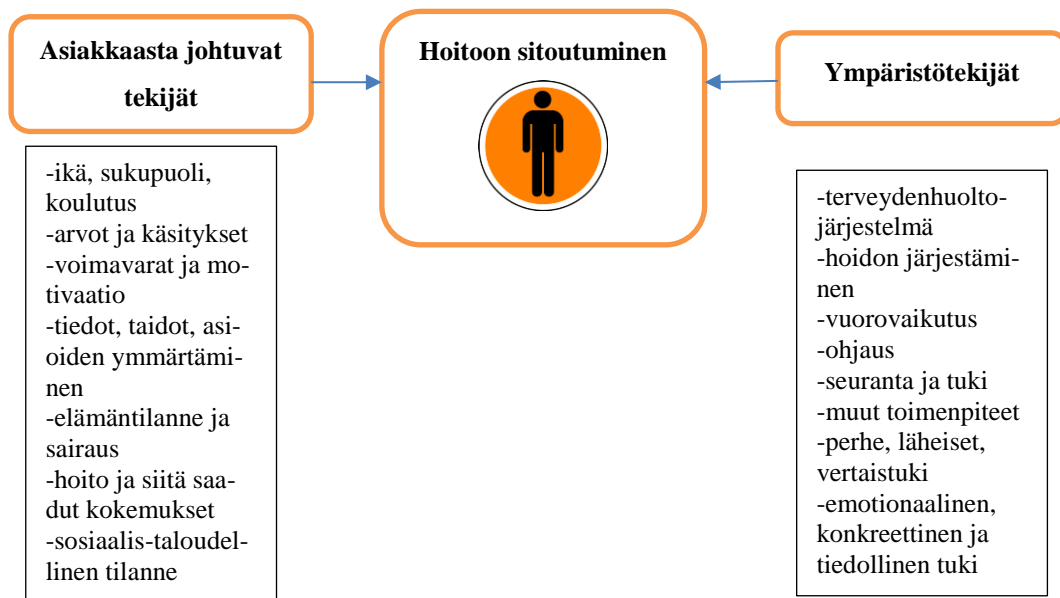 Asiakkaasta johtuvat
tekijät
Hoitoon sitoutuminen
Ympäristötekijät
-ikä, sukupuoli,
koulutus
-arvot ja käsitykset
-voimavarat ja mo-
tivaatio
-tiedot, taidot, asi-
oiden ymmärtämi-
nen
-elämäntilanne ja
sairaus
-hoito ja siitä saa-
dut kokemukset
-sosiaalis-taloudel-
linen tilanne
-terveydenhuolto-
järjestelmä
-hoidon järjestämi-
nen
-vuorovaikutus
-ohjaus
-seuranta ja tuki
-muut toimenpiteet
-perhe, läheiset,
vertaistuki
-emotionaalinen,
konkreettinen ja
tiedollinen tuki